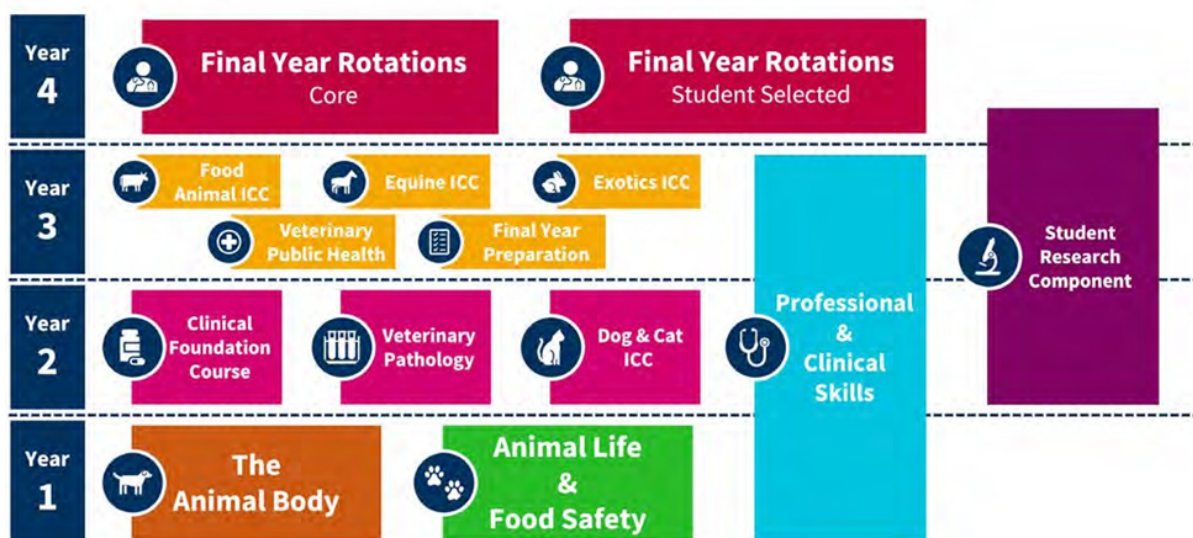 Year
4
Final Year Rotations
Core
Final Year Rotations
Student Selected
Year
3
Food
Animal ICC
Equine ICC
Exotics ICC
Veterinary
Public Health
Final Year
Preparation
Year
2
Clinical
Foundation
Course
Veterinary
Pathology
Dog & Cat
ICC
Professional
&
Clinical
Skills
Student
Research
Component
Year
1
The
Animal Body
Animal Life
&
Food Safety